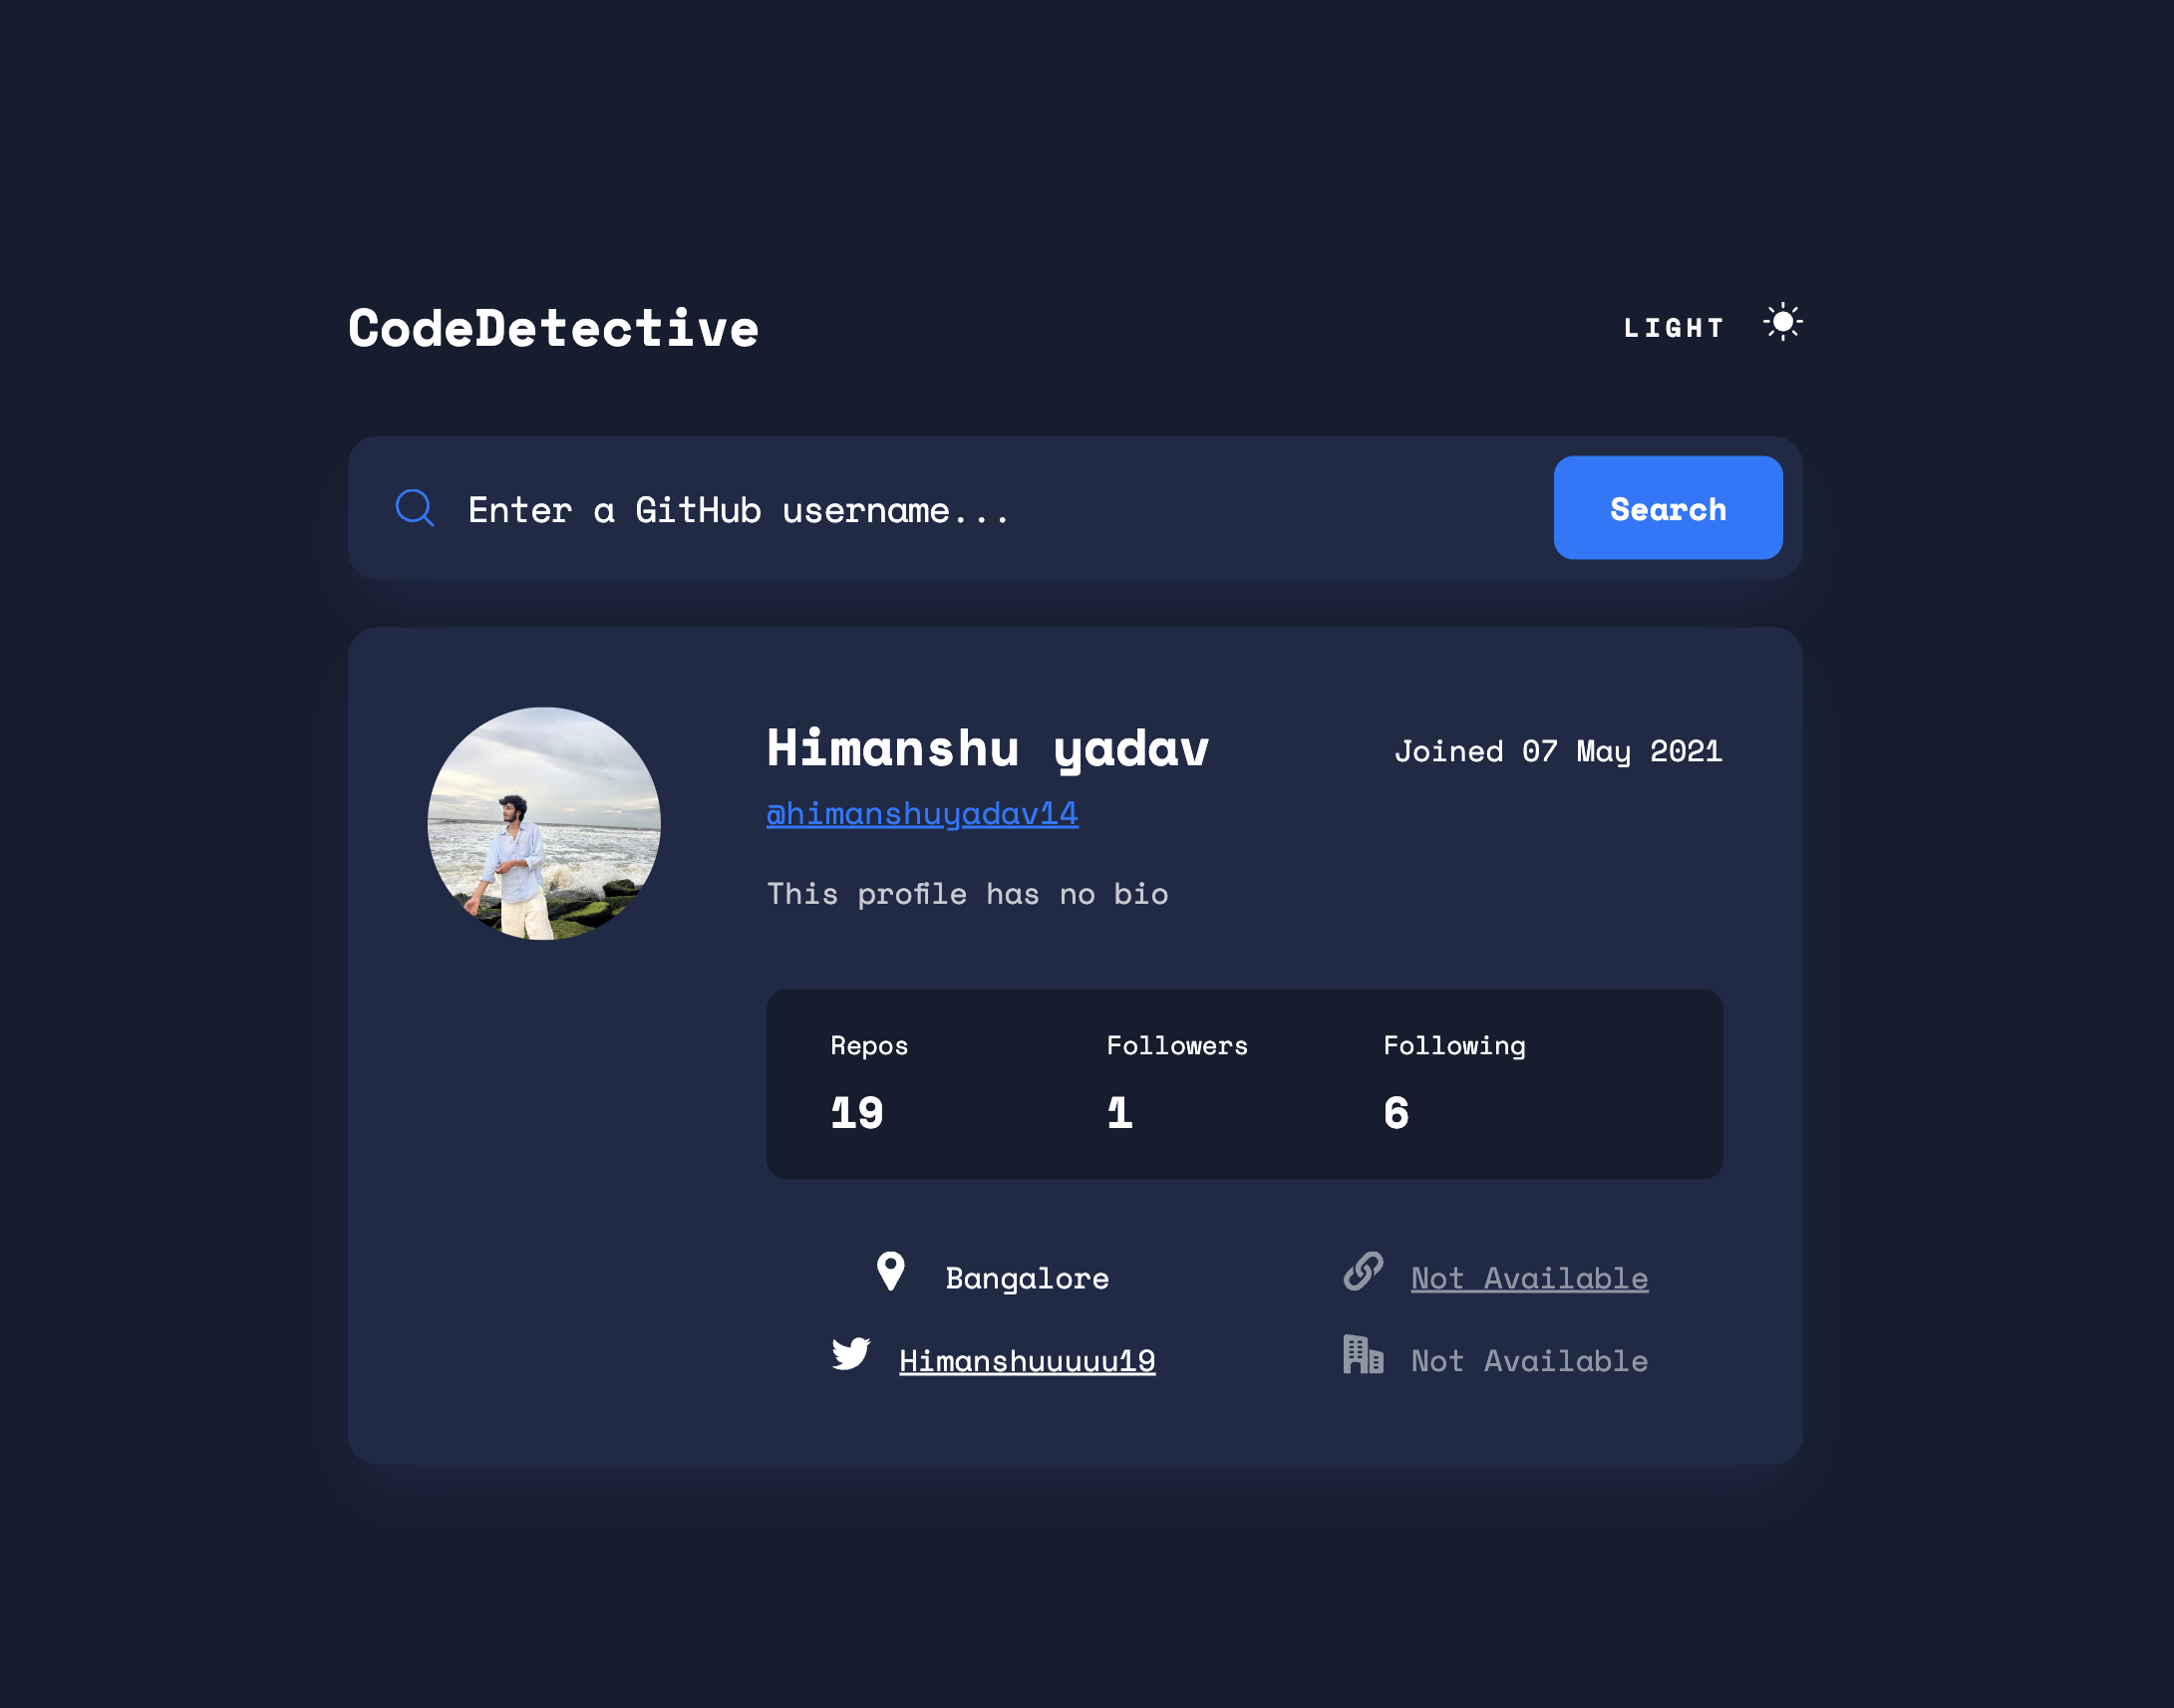 CodeDetective
LIGHT
Enter a GitHub username...
Search
Himanshu yadav
Joined 07 May 2021
@himanshuyadav14
This profile has no bio
Repos
Followers
Following
19
1
6
Bangalore
Not Available
Himanshuuuuu19
Not Available